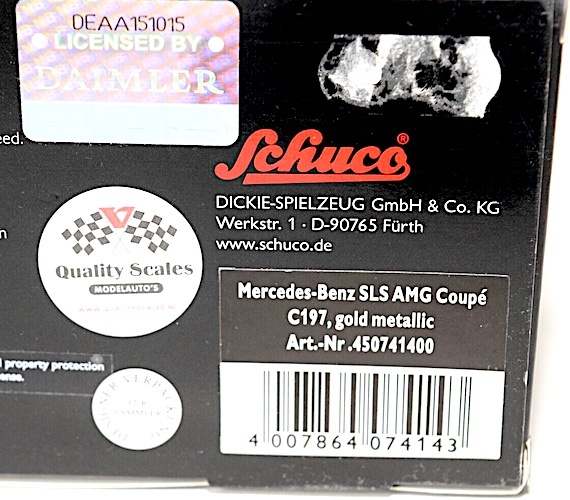 DEAA151015
LICENSED BY
DAIMLER
eed.
Schuco®
DICKIE-SPIELZEUG GmbH & Co. KG
Werkstr. 1 · D-90765 Fürth
www.schuco.de
n
Quality Scales
MODELAUTO'S
Mercedes-Benz SLS AMG Coupé
C197, gold metallic
Art.-Nr .450741400
l property protection
ense.
FÜR
SAMMLER
4 007864 074143